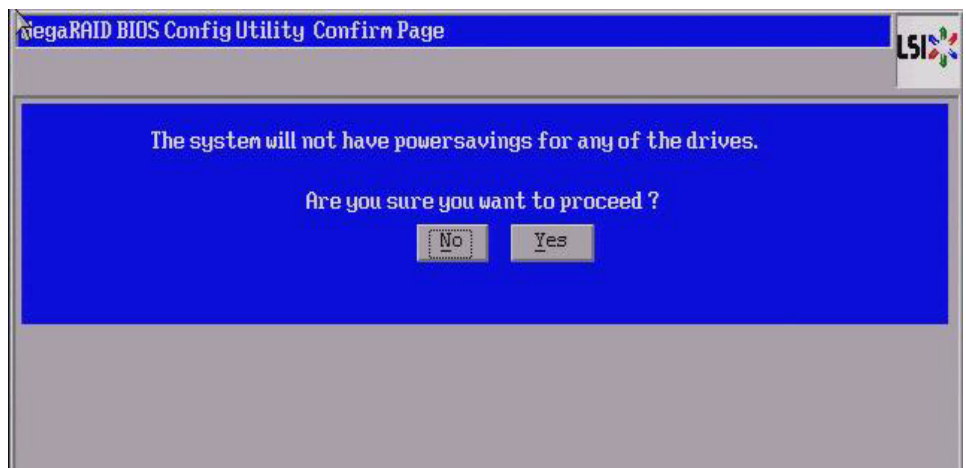 MegaRAID BIOS Config Utility Confirm Page
LSI
The system will not have powersavings for any of the drives.
Are you sure you want to proceed ?
No
Yes